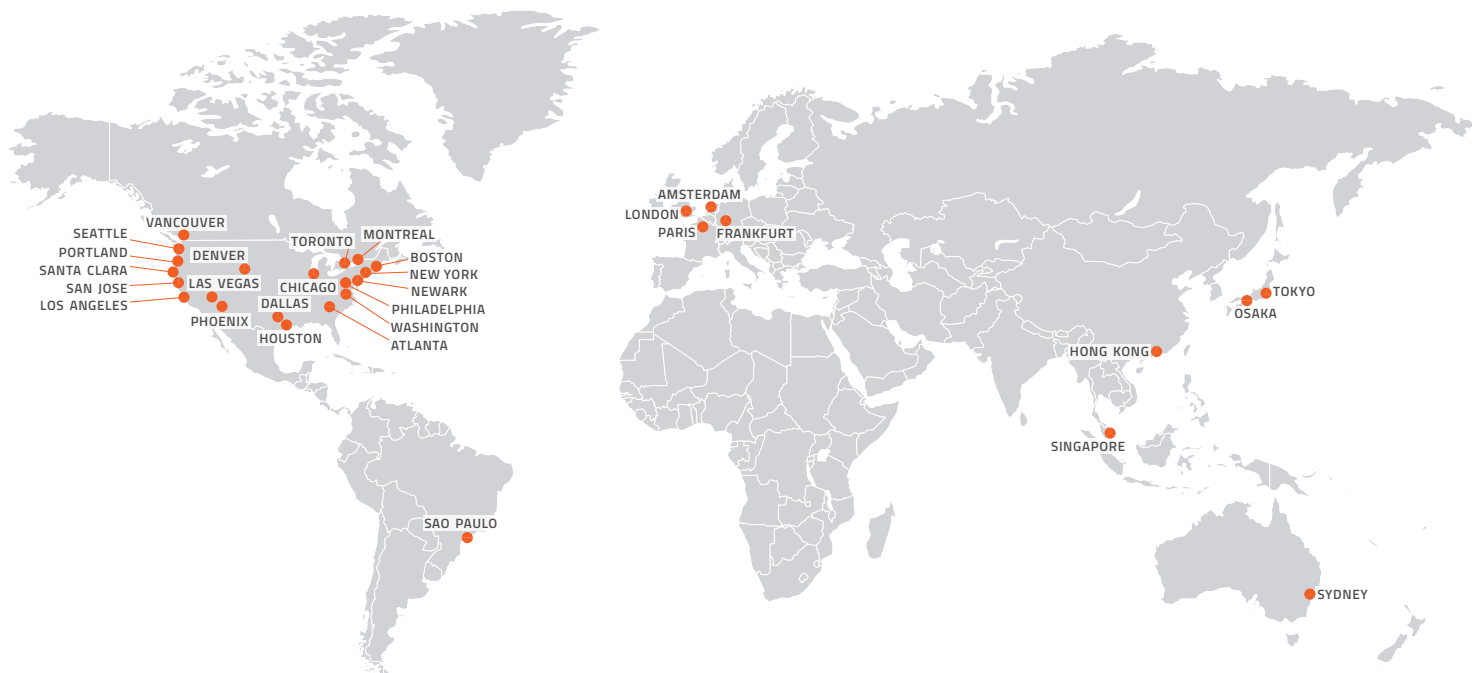 VANCOUVER
SEATTLE
PORTLAND
SANTA CLARA
SAN JOSE
LOS ANGELES
DENVER
LAS VEGAS
PHOENIX
TORONTO
MONTREAL
BOSTON
NEW YORK
NEWARK
CHICAGO
PHILADELPHIA
DALLAS
WASHINGTON
HOUSTON
ATLANTA
SAO PAULO
AMSTERDAM
LONDON
PARIS
FRANKFURT
TOKYO
OSAKA
HONG KONG
SINGAPORE
SYDNEY